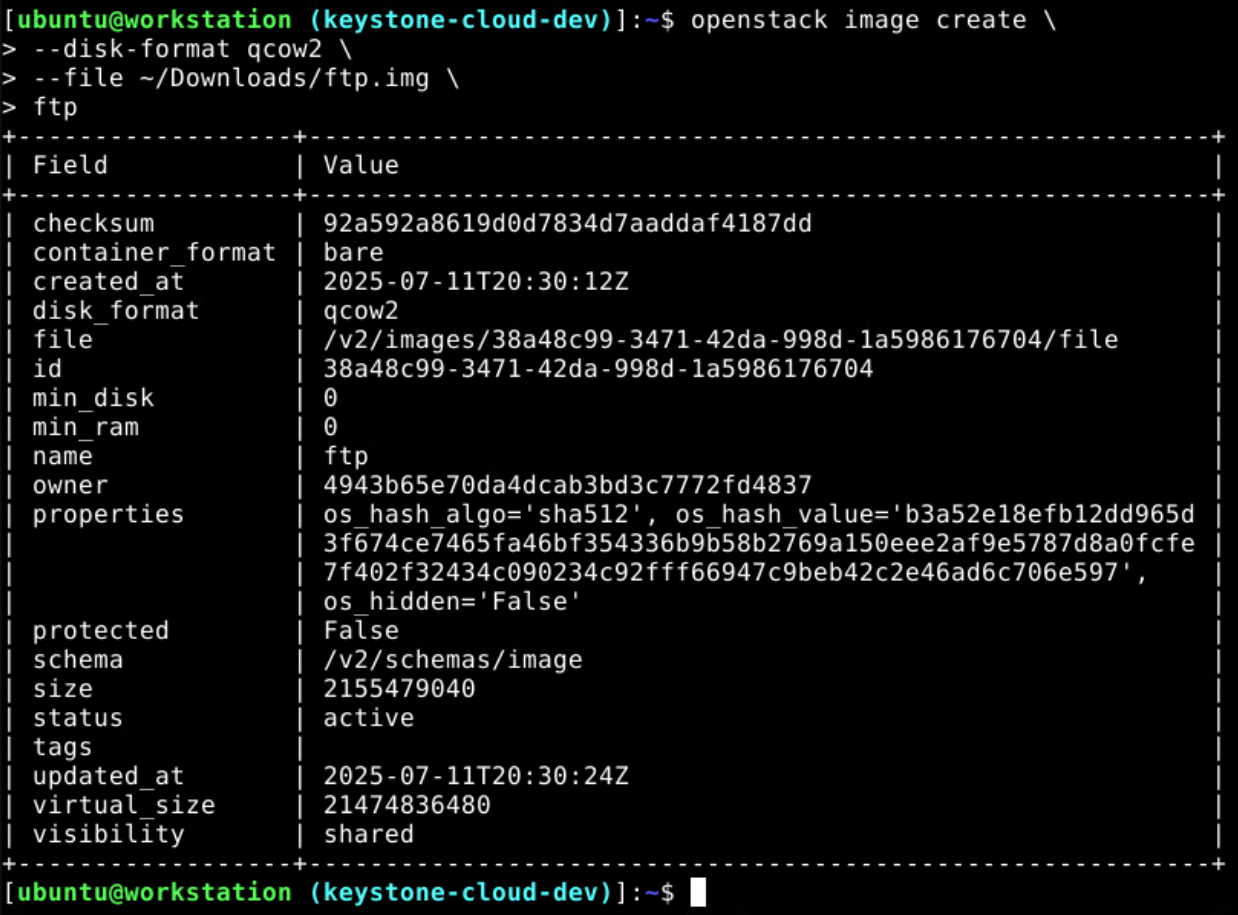 [ubuntu@workstation (keystone-cloud-dev)]:~$ openstack image create \
> --disk-format qcow2 \
> --file ~/Downloads/ftp.img \
> ftp
+------------------+-----------------------------------------------------------+
| Field            | Value                                                     |
+------------------+-----------------------------------------------------------+
| checksum         | 92a592a8619d0d7834d7aaddaf4187dd                          |
| container_format | bare                                                      |
| created_at       | 2025-07-11T20:30:12Z                                      |
| disk_format      | qcow2                                                     |
| file             | /v2/images/38a48c99-3471-42da-998d-1a5986176704/file      |
| id               | 38a48c99-3471-42da-998d-1a5986176704                      |
| min_disk         | 0                                                         |
| min_ram          | 0                                                         |
| name             | ftp                                                       |
| owner            | 4943b65e70da4dcab3bd3c7772fd4837                          |
| properties       | os_hash_algo='sha512', os_hash_value='b3a52e18efb12dd965d |
|                  | 3f674ce7465fa46bf354336b9b58b2769a150eee2af9e5787d8a0fcfe |
|                  | 7f402f32434c090234c92fff66947c9beb42c2e46ad6c706e597',    |
|                  | os_hidden='False'                                         |
| protected        | False                                                     |
| schema           | /v2/schemas/image                                         |
| size             | 2155479040                                                |
| status           | active                                                    |
| tags             |                                                           |
| updated_at       | 2025-07-11T20:30:24Z                                      |
| virtual_size     | 21474836480                                               |
| visibility       | shared                                                    |
+------------------+-----------------------------------------------------------+
[ubuntu@workstation (keystone-cloud-dev)]:~$